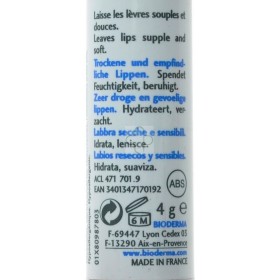 Laisse les lèvres souples et
douces.
Leaves lips supple and
soft.
Trockene und empfind-
liche Lippen. Spendet
Feuchtigkeit, beruhigt.
Zeer droge en gevoelige
lippen. Hydrateert, ver-
zacht.
Labbra secche e sensibili.
Idrata, lenisce.
Labios resecos y sensibles.
Hidrata, suaviza.
ACL 471 701.9
EAN 3401347170192
ABS
6 M
4 g e
BIODERMA
F-69447 Lyon Cedex 03
F-13290 Aix-en-Provence
www.bioderma.com
MADE IN FRANCE
01X80987803